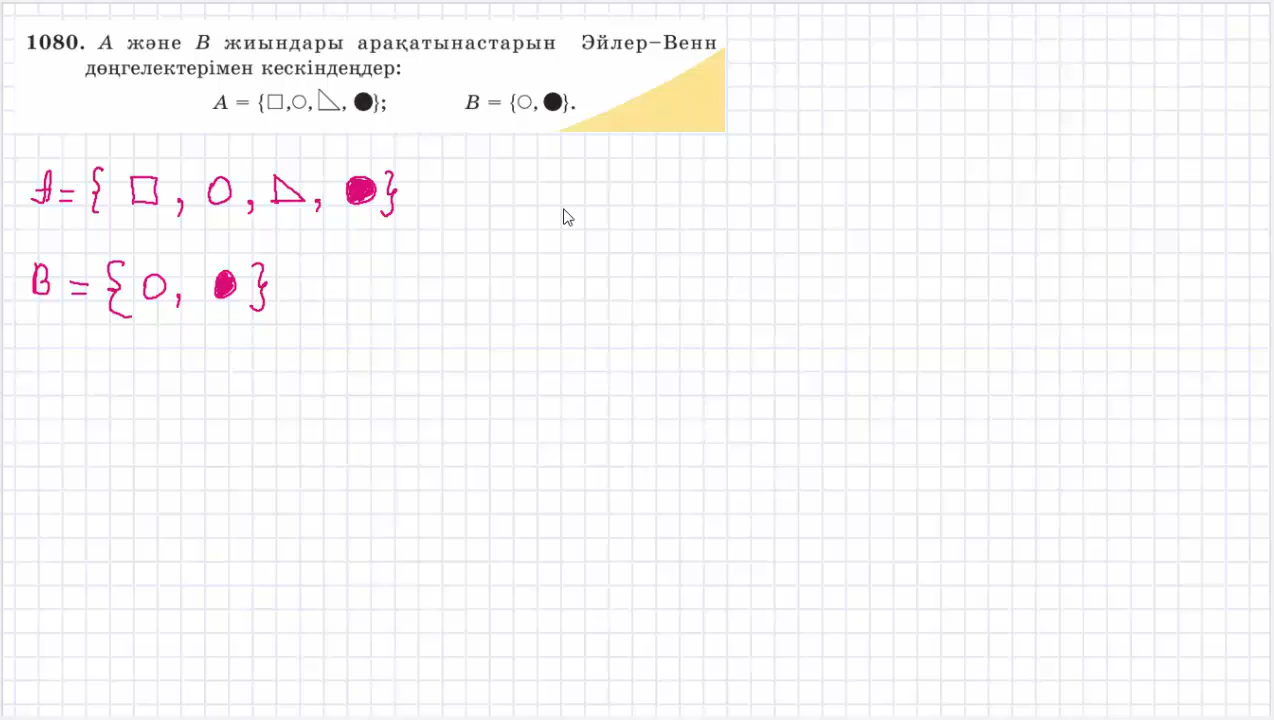 1080. A және B жиындары арақатынастарын Эйлер–Венн
дөңгелектерімен кескіндеңдер:
A = {□,○,◺,●}; B = {○,●}.
A = { □ , ○ , ◺ , ● }
B = { ○ , ● }